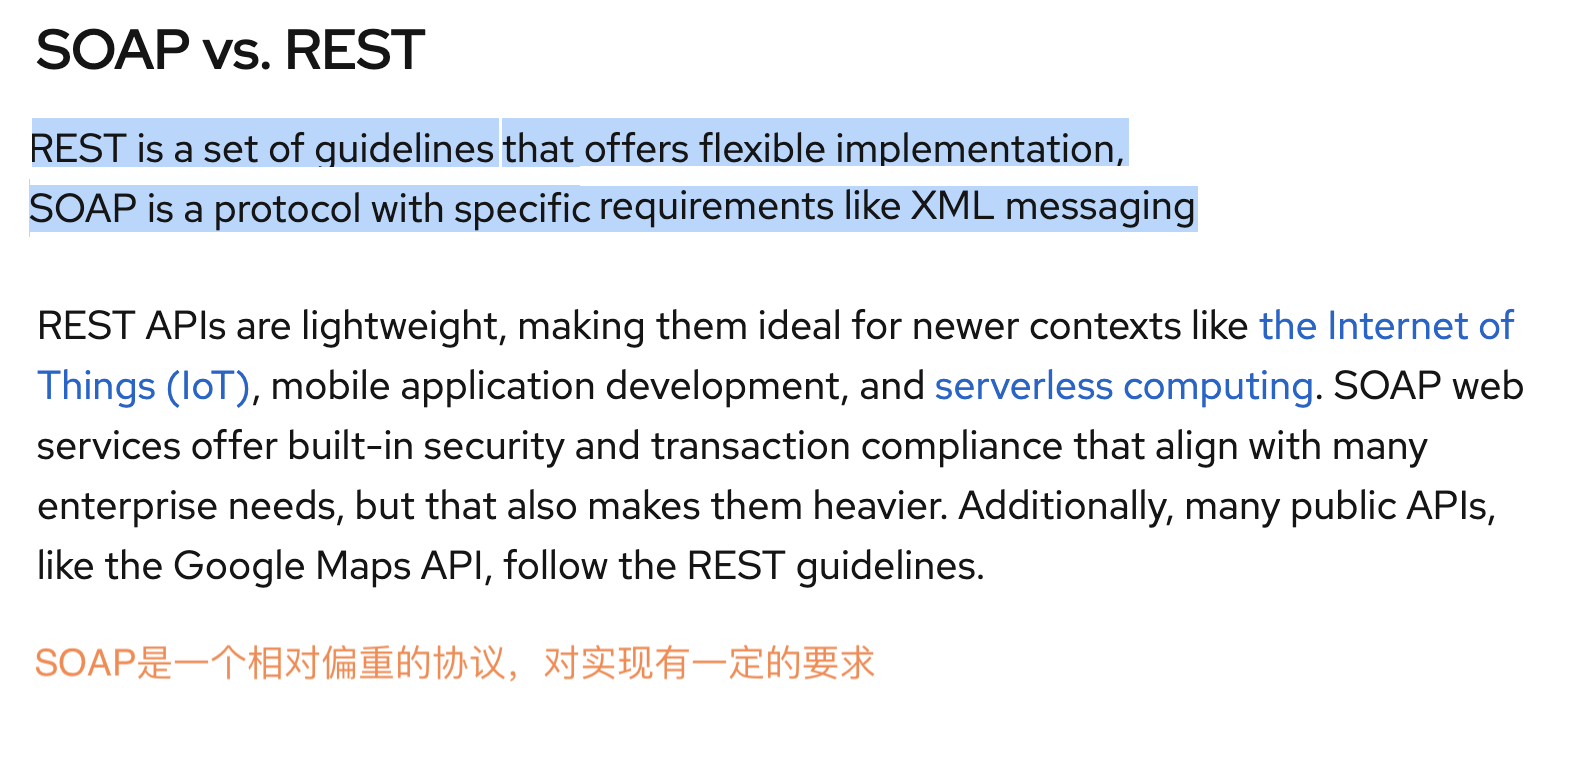 SOAP vs. REST
REST is a set of guidelines that offers flexible implementation,
SOAP is a protocol with specific requirements like XML messaging
REST APIs are lightweight, making them ideal for newer contexts like the Internet of
Things (IoT), mobile application development, and serverless computing. SOAP web
services offer built-in security and transaction compliance that align with many
enterprise needs, but that also makes them heavier. Additionally, many public APIs,
like the Google Maps API, follow the REST guidelines.
SOAP是一个相对偏重的协议，对实现有一定的要求